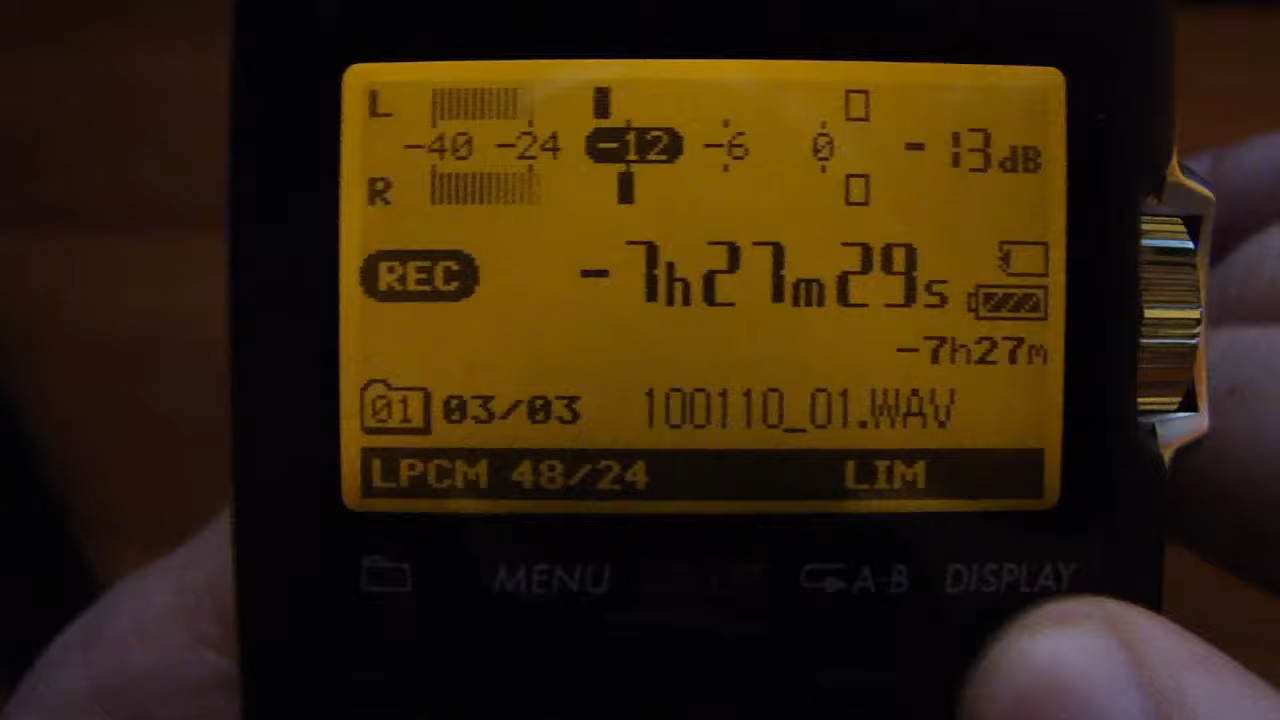 L
-40 -24 -12 -6 0 -13dB
R
REC -7h27m29s
-7h27m
01 03/03 100110_01.WAV
LPCM 48/24 LIM
MENU A-B DISPLAY